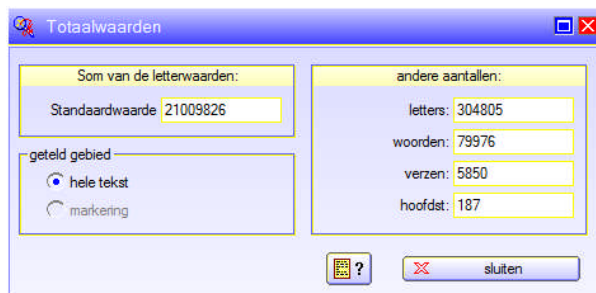 Totaalwaarden
Som van de letterwaarden:
Standaardwaarde 21009826
geteld gebied
hele tekst
markering
andere aantallen:
letters: 304805
woorden: 79976
verzen: 5850
hoofdst: 187
?
sluiten